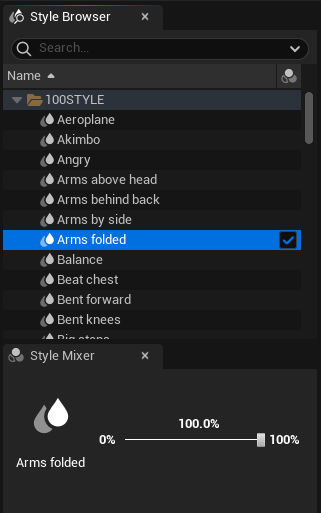 Style Browser
Search...
Name
100STYLE
Aeroplane
Akimbo
Angry
Arms above head
Arms behind back
Arms by side
Arms folded
Balance
Beat chest
Bent forward
Bent knees
Style Mixer
100.0%
0% 100%
Arms folded